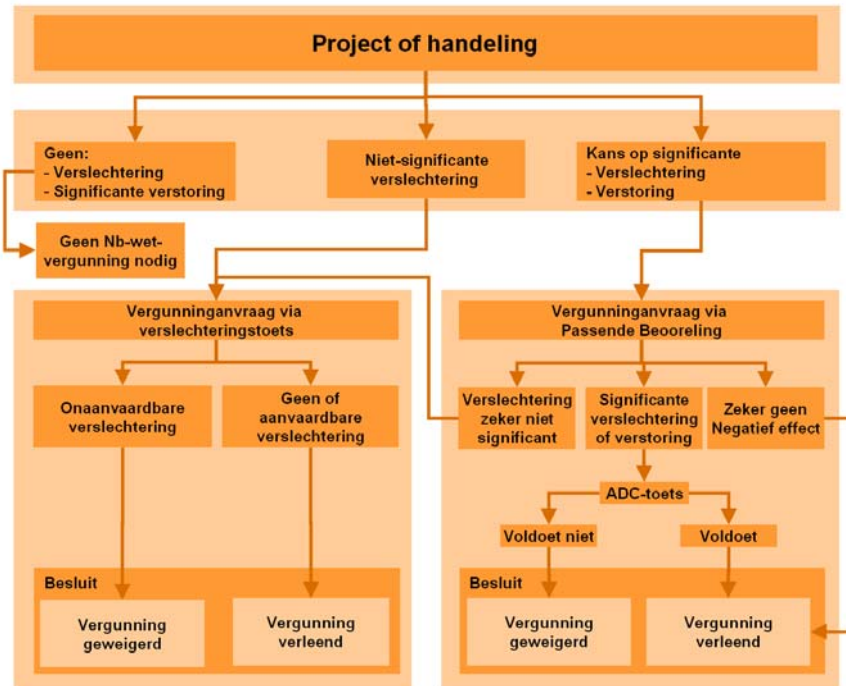 Project of handeling
Geen:
- Verslechtering
- Significante verstoring
Niet-significante
verslechtering
Kans op significante
- Verslechtering
- Verstoring
Geen Nb-wet-
vergunning nodig
Vergunninganvraag via
verslechteringstoets
Vergunninganvraag via
Passende Beooreling
Onaanvaardbare
verslechtering
Geen of
aanvaardbare
verslechtering
Verslechtering
zeker niet
significant
Significante
verslechtering
of verstoring
Zeker geen
Negatief effect
ADC-toets
Voldoet niet
Voldoet
Besluit
Vergunning
geweigerd
Vergunning
verleend
Besluit
Vergunning
geweigerd
Vergunning
verleend